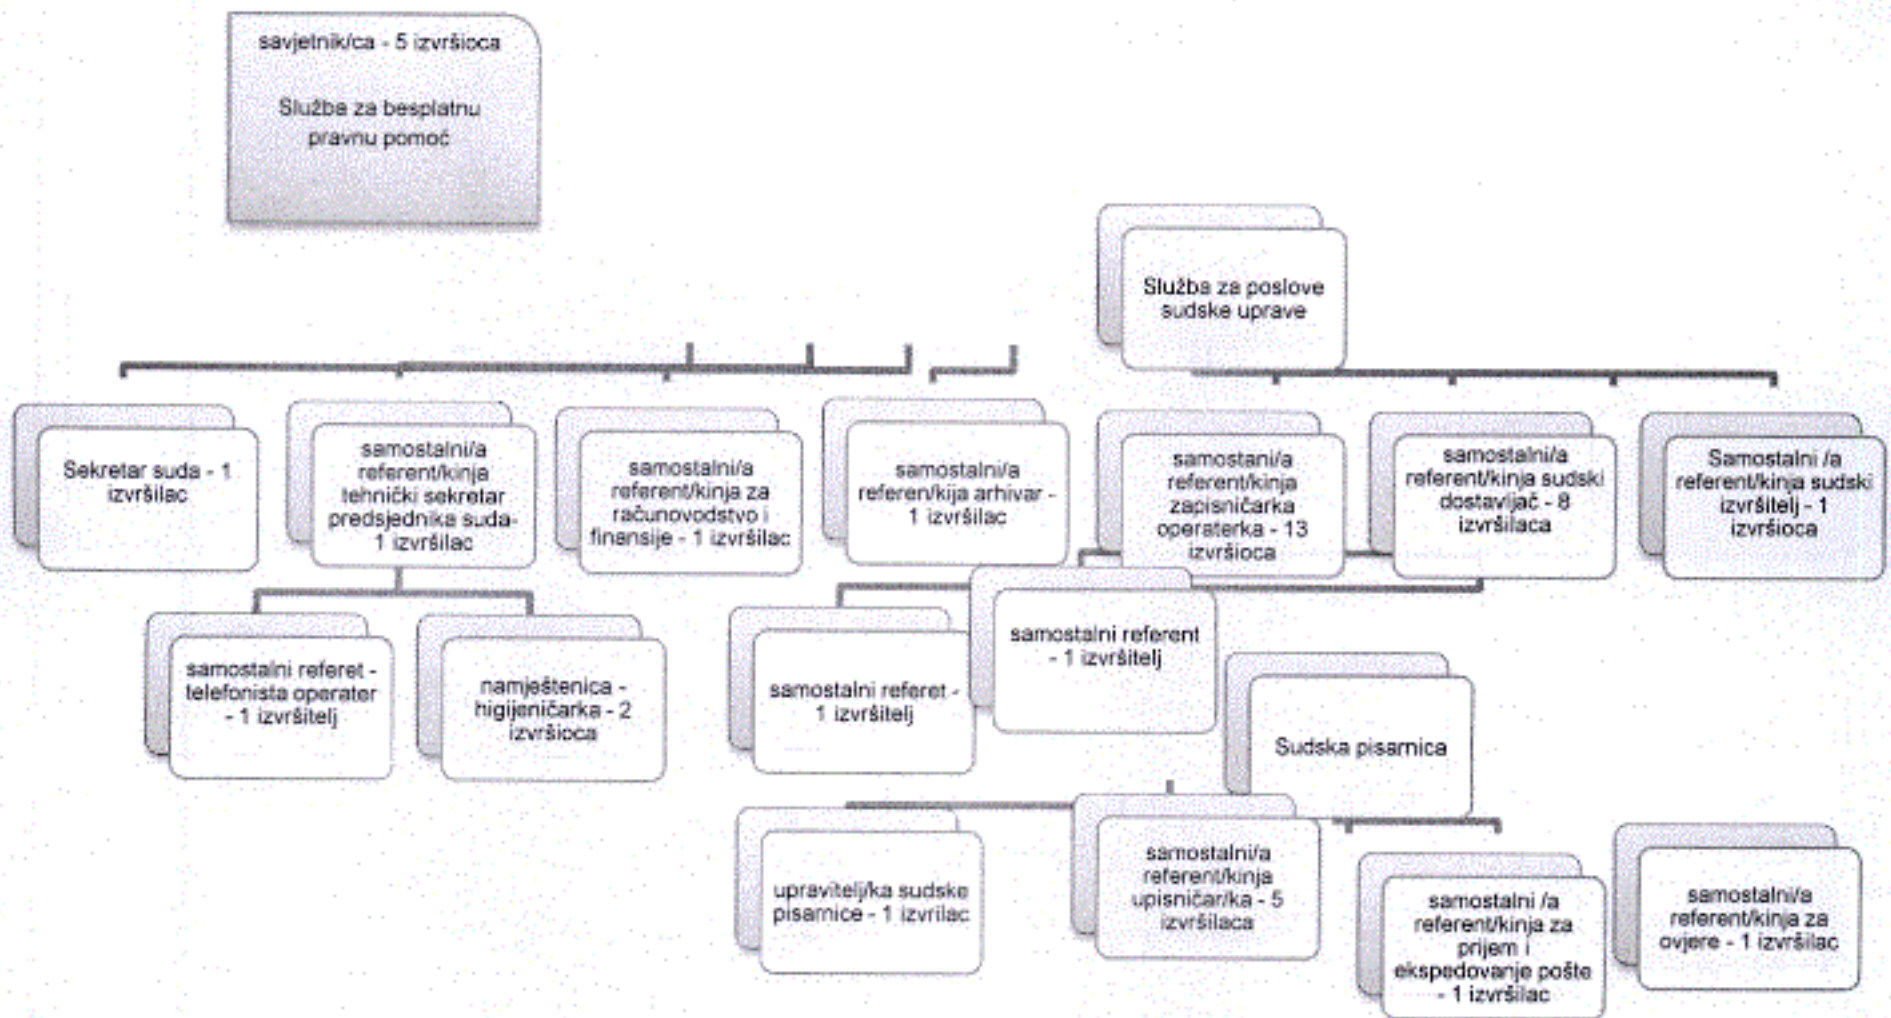 savjetnik/ca - 5 izvršioca
Služba za besplatnu
pravnu pomoć
Služba za poslove
sudske uprave
Sekretar suda - 1
izvršilac
samostalni/a
referent/kinja
tehnički sekretar
predsjednika suda-
1 izvršilac
samostalni/a
referent/kinja za
računovodstvo i
finansije - 1 izvršilac
samostalni/a
referen/kija arhivar -
1 izvršilac
samostani/a
referent/kinja
zapisničarka
operaterka - 13
izvršioca
samostalni/a
referent/kinja sudski
dostavljač - 8
izvršilaca
Samostalni /a
referent/kinja sudski
izvršitelj - 1
izvršioca
samostalni referet -
telefonista operater
- 1 izvršitelj
namještenica -
higijeničarka - 2
izvršioca
samostalni referet -
1 izvršitelj
samostalni referent
- 1 izvršitelj
Sudska pisarnica
upravitelj/ka sudske
pisarnice - 1 izvrilac
samostalni/a
referent/kinja
upisničar/ka - 5
izvršilaca
samostalni /a
referent/kinja za
prijem i
ekspedovanje pošte
- 1 izvršilac
samostalni/a
referent/kinja za
ovjere - 1 izvršilac